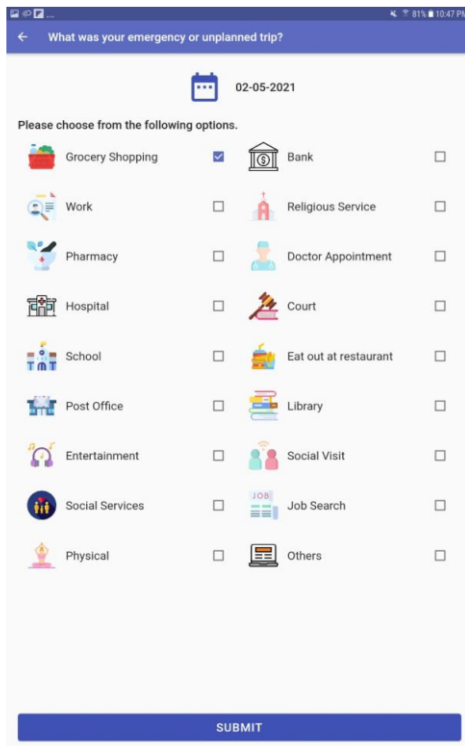 81% 10:47 PM
What was your emergency or unplanned trip?
02-05-2021
Please choose from the following options.
Grocery Shopping
Bank
Work
Religious Service
Pharmacy
Doctor Appointment
Hospital
Court
School
Eat out at restaurant
Post Office
Library
Entertainment
Social Visit
Social Services
JOB
Job Search
Physical
Others
SUBMIT